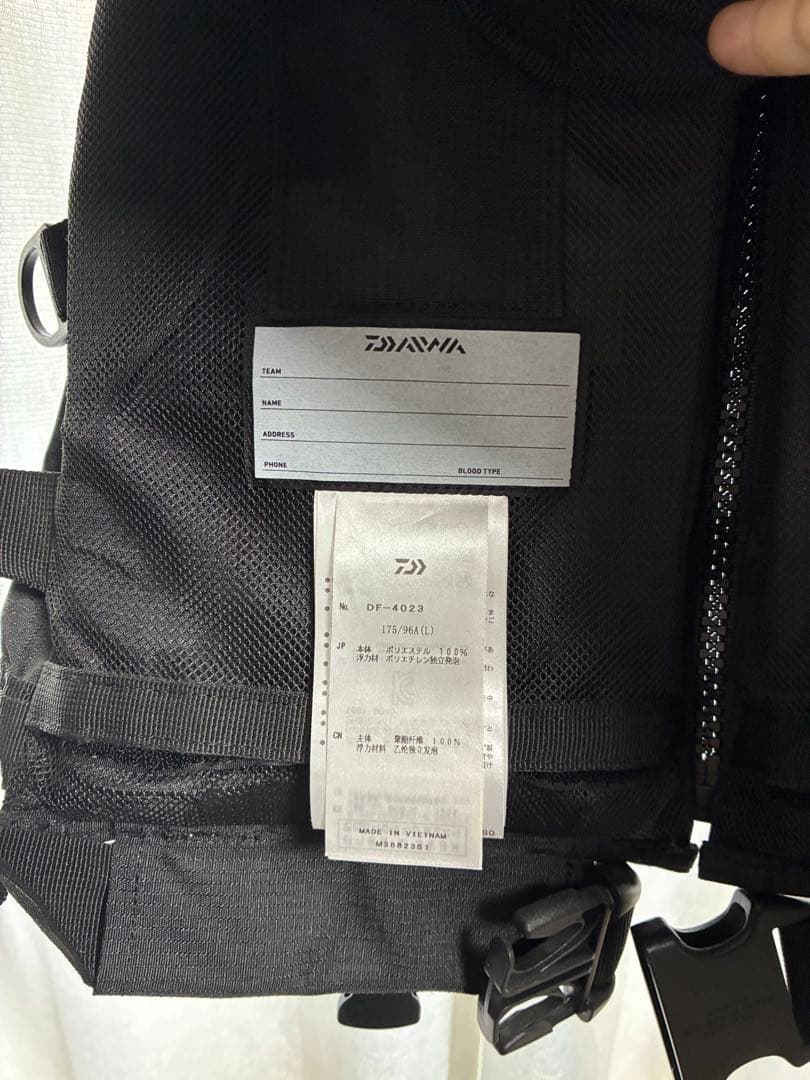 DAIWA
TEAM
NAME
ADDRESS
PHONE BLOOD TYPE
No. DF-4023
175/96A(L)
JP 本体 ポリエステル 100%
浮力材 ポリエチレン独立発泡
CN 主体 聚酯纤维 100%
浮力材料 乙纶独立发泡
MADE IN VIETNAM
M36823S1